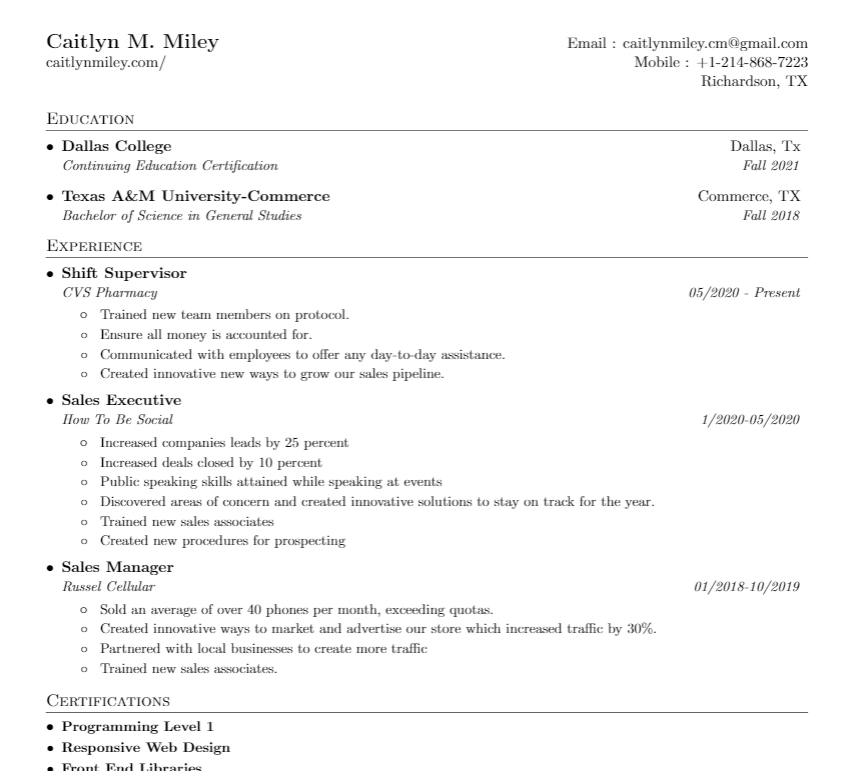 Caitlyn M. Miley
caitlynmiley.com/
Email : caitlynmiley.cm@gmail.com
Mobile : +1-214-868-7223
Richardson, TX
Education
• Dallas College Dallas, Tx
Continuing Education Certification Fall 2021
• Texas A&M University-Commerce Commerce, TX
Bachelor of Science in General Studies Fall 2018
Experience
• Shift Supervisor
CVS Pharmacy 05/2020 - Present
◦ Trained new team members on protocol.
◦ Ensure all money is accounted for.
◦ Communicated with employees to offer any day-to-day assistance.
◦ Created innovative new ways to grow our sales pipeline.
• Sales Executive
How To Be Social 1/2020-05/2020
◦ Increased companies leads by 25 percent
◦ Increased deals closed by 10 percent
◦ Public speaking skills attained while speaking at events
◦ Discovered areas of concern and created innovative solutions to stay on track for the year.
◦ Trained new sales associates
◦ Created new procedures for prospecting
• Sales Manager
Russel Cellular 01/2018-10/2019
◦ Sold an average of over 40 phones per month, exceeding quotas.
◦ Created innovative ways to market and advertise our store which increased traffic by 30%.
◦ Partnered with local businesses to create more traffic
◦ Trained new sales associates.
Certifications
• Programming Level 1
• Responsive Web Design
• Front End Libraries